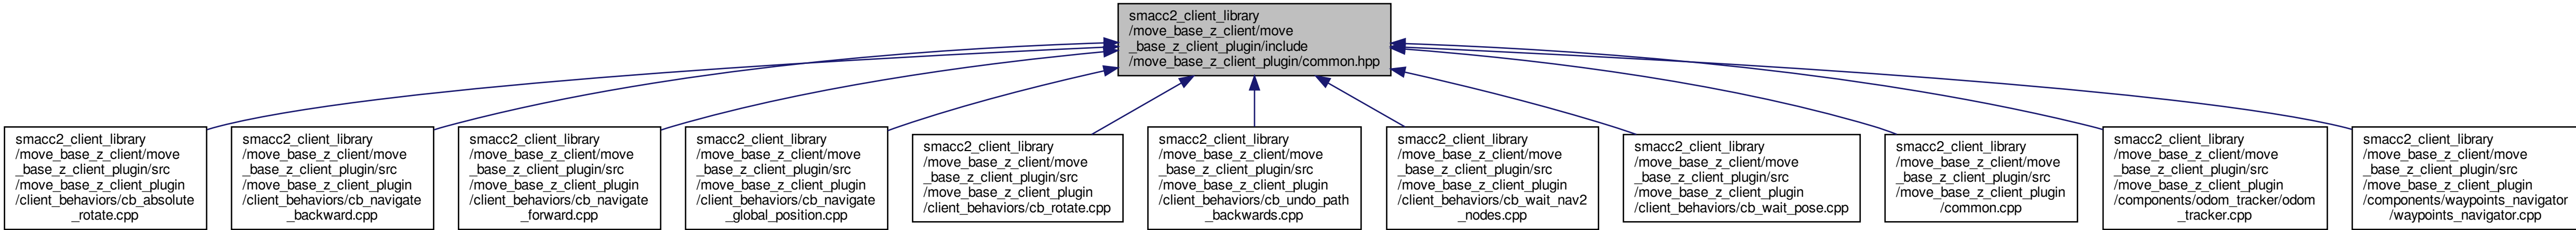 smacc2_client_library
/move_base_z_client/move
_base_z_client_plugin/include
/move_base_z_client_plugin/common.hpp
smacc2_client_library
/move_base_z_client/move
_base_z_client_plugin/src
/move_base_z_client_plugin
/client_behaviors/cb_absolute
_rotate.cpp
smacc2_client_library
/move_base_z_client/move
_base_z_client_plugin/src
/move_base_z_client_plugin
/client_behaviors/cb_navigate
_backward.cpp
smacc2_client_library
/move_base_z_client/move
_base_z_client_plugin/src
/move_base_z_client_plugin
/client_behaviors/cb_navigate
_forward.cpp
smacc2_client_library
/move_base_z_client/move
_base_z_client_plugin/src
/move_base_z_client_plugin
/client_behaviors/cb_navigate
_global_position.cpp
smacc2_client_library
/move_base_z_client/move
_base_z_client_plugin/src
/move_base_z_client_plugin
/client_behaviors/cb_rotate.cpp
smacc2_client_library
/move_base_z_client/move
_base_z_client_plugin/src
/move_base_z_client_plugin
/client_behaviors/cb_undo_path
_backwards.cpp
smacc2_client_library
/move_base_z_client/move
_base_z_client_plugin/src
/move_base_z_client_plugin
/client_behaviors/cb_wait_nav2
_nodes.cpp
smacc2_client_library
/move_base_z_client/move
_base_z_client_plugin/src
/move_base_z_client_plugin
/client_behaviors/cb_wait_pose.cpp
smacc2_client_library
/move_base_z_client/move
_base_z_client_plugin/src
/move_base_z_client_plugin
/common.cpp
smacc2_client_library
/move_base_z_client/move
_base_z_client_plugin/src
/move_base_z_client_plugin
/components/odom_tracker/odom
_tracker.cpp
smacc2_client_library
/move_base_z_client/move
_base_z_client_plugin/src
/move_base_z_client_plugin
/components/waypoints_navigator
/waypoints_navigator.cpp